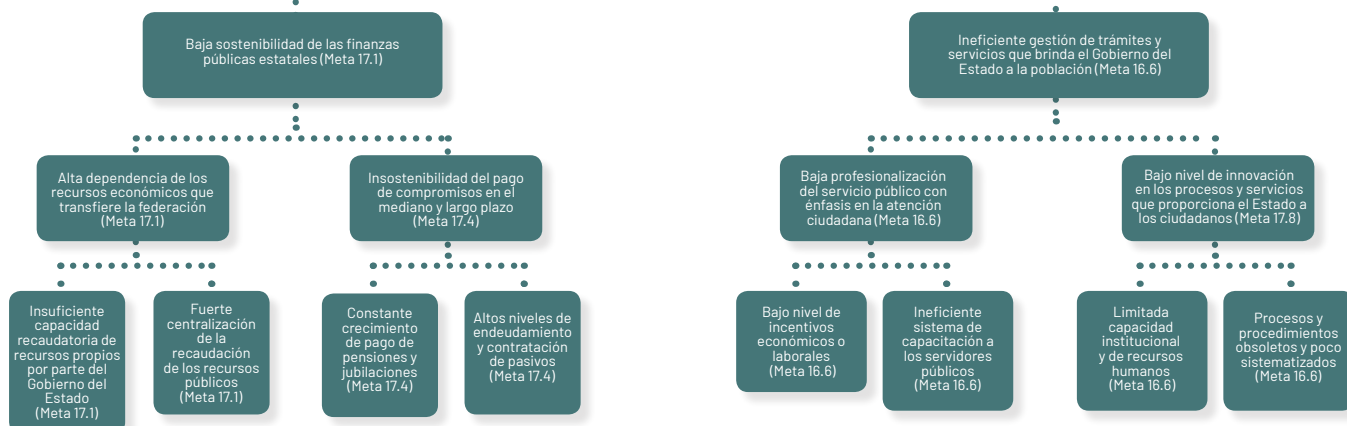 Baja sostenibilidad de las finanzas
públicas estatales (Meta 17.1)
Ineficiente gestión de trámites y
servicios que brinda el Gobierno del
Estado a la población (Meta 16.6)
Alta dependencia de los
recursos económicos que
transfiere la federación
(Meta 17.1)
Insostenibilidad del pago
de compromisos en el
mediano y largo plazo
(Meta 17.4)
Baja profesionalización
del servicio público con
énfasis en la atención
ciudadana (Meta 16.6)
Bajo nivel de innovación
en los procesos y servicios
que proporciona el Estado a
los ciudadanos (Meta 17.8)
Insuficiente
capacidad
recaudatoria de
recursos propios
por parte del
Gobierno del
Estado
(Meta 17.1)
Fuerte
centralización
de la
recaudación
de los recursos
públicos
(Meta 17.1)
Constante
crecimiento
de pago de
pensiones y
jubilaciones
(Meta 17.4)
Altos niveles de
endeudamiento
y contratación
de pasivos
(Meta 17.4)
Bajo nivel de
incentivos
económicos o
laborales
(Meta 16.6)
Ineficiente
sistema de
capacitación a
los servidores
públicos
(Meta 16.6)
Limitada
capacidad
institucional
y de recursos
humanos
(Meta 16.6)
Procesos y
procedimientos
obsoletos y poco
sistematizados
(Meta 16.6)